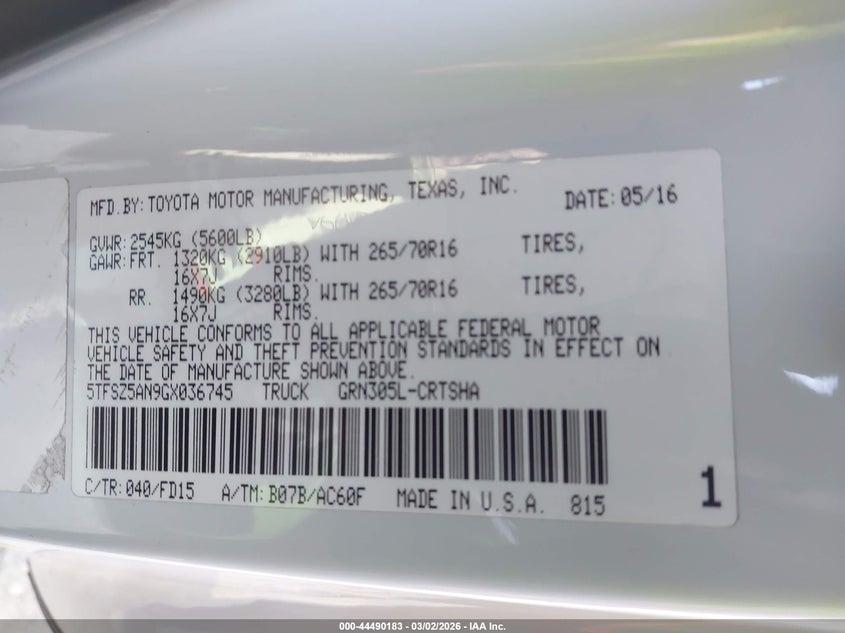 MFD.BY:TOYOTA MOTOR MANUFACTURING, TEXAS, INC. DATE:05/16
GVWR:2545KG (5600LB)
GAWR:FRT. 1320KG (2910LB) WITH 265/70R16 TIRES,
16X7J RIMS.
RR. 1490KG (3280LB) WITH 265/70R16 TIRES,
16X7J RIMS.
THIS VEHICLE CONFORMS TO ALL APPLICABLE FEDERAL MOTOR
VEHICLE SAFETY AND THEFT PREVENTION STANDARDS IN EFFECT ON
THE DATE OF MANUFACTURE SHOWN ABOVE.
5TFSZ5AN9GX036745 TRUCK GRN305L-CRTSHA
C/TR:040/FD15 A/TM:B07B/AC60F MADE IN U.S.A. 815
1
000-44490183 - 03/02/2026 - IAA Inc.